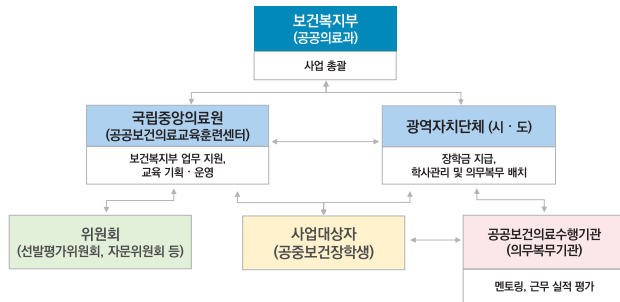 보건복지부
(공공의료과)
사업 총괄
국립중앙의료원
(공공보건의료교육훈련센터)
보건복지부 업무 지원,
교육 기획 · 운영
광역자치단체 (시 · 도)
장학금 지급,
학사관리 및 의무복무 배치
위원회
(선발평가위원회, 자문위원회 등)
사업대상자
(공중보건장학생)
공공보건의료수행기관
(의무복무기관)
멘토링, 근무 실적 평가